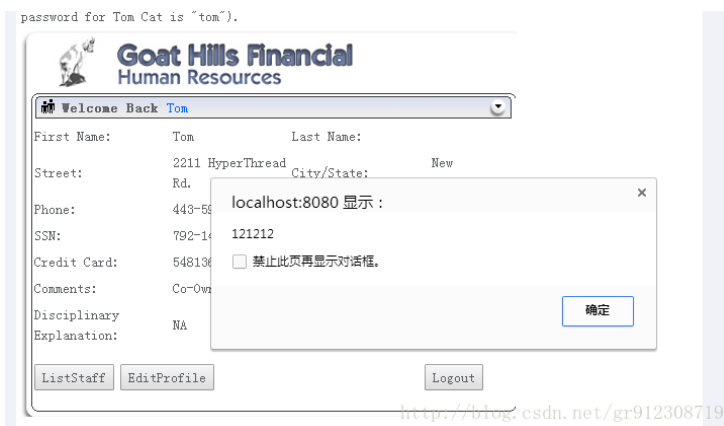 password for Tom Cat is "tom").
Goat Hills Financial
Human Resources
Welcome Back Tom
First Name: Tom Last Name:
Street: 2211 HyperThread Rd. City/State: New
Phone: 443-59
SSN: 792-14
Credit Card: 548136
Comments: Co-Own
Disciplinary Explanation: NA
localhost:8080 显示：
121212
禁止此页再显示对话框。
确定
ListStaff EditProfile Logout
http://blog.csdn.net/gr912308719